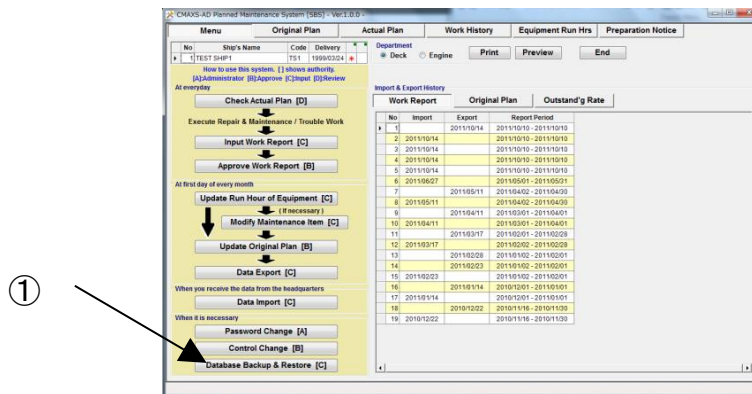 CMAXS-AD Planned Maintenance System [SBS] - Ver.1.0.0 -
Menu Original Plan Actual Plan Work History Equipment Run Hrs Preparation Notice
No Ship's Name Code Delivery
1 TEST SHIP1 TS1 1999/03/24 *
Department
Deck Engine Print Preview End
How to use this system. [ ] shows authority.
[A]:Administrator [B]:Approve [C]:Input [D]:Review
At everyday
Check Actual Plan [D]
Execute Repair & Maintenance / Trouble Work
Input Work Report [C]
Approve Work Report [B]
At first day of every month
Update Run Hour of Equipment [C]
( If necessary )
Modify Maintenance Item [C]
Update Original Plan [B]
Data Export [C]
When you receive the data from the headquarters
Data Import [C]
When it is necessary
Password Change [A]
Control Change [B]
Database Backup & Restore [C]
①
Import & Export History
Work Report Original Plan Outstand'g Rate
No Import Export Report Period
1 2011/10/14 2011/10/10 - 2011/10/10
2 2011/10/14 2011/10/10 - 2011/10/10
3 2011/10/14 2011/10/10 - 2011/10/10
4 2011/10/14 2011/10/10 - 2011/10/10
5 2011/10/14 2011/10/10 - 2011/10/10
6 2011/06/27 2011/05/01 - 2011/05/31
7 2011/05/11 2011/04/02 - 2011/04/30
8 2011/05/11 2011/04/02 - 2011/04/30
9 2011/04/11 2011/03/01 - 2011/04/01
10 2011/04/11 2011/03/01 - 2011/04/01
11 2011/03/17 2011/02/01 - 2011/02/28
12 2011/03/17 2011/02/02 - 2011/02/28
13 2011/02/28 2011/01/02 - 2011/02/01
14 2011/02/23 2011/01/02 - 2011/02/01
15 2011/02/23 2011/01/02 - 2011/02/01
16 2011/01/14 2010/12/01 - 2011/01/01
17 2011/01/14 2010/12/01 - 2011/01/01
18 2010/12/22 2010/11/16 - 2010/11/30
19 2010/12/22 2010/11/16 - 2010/11/30